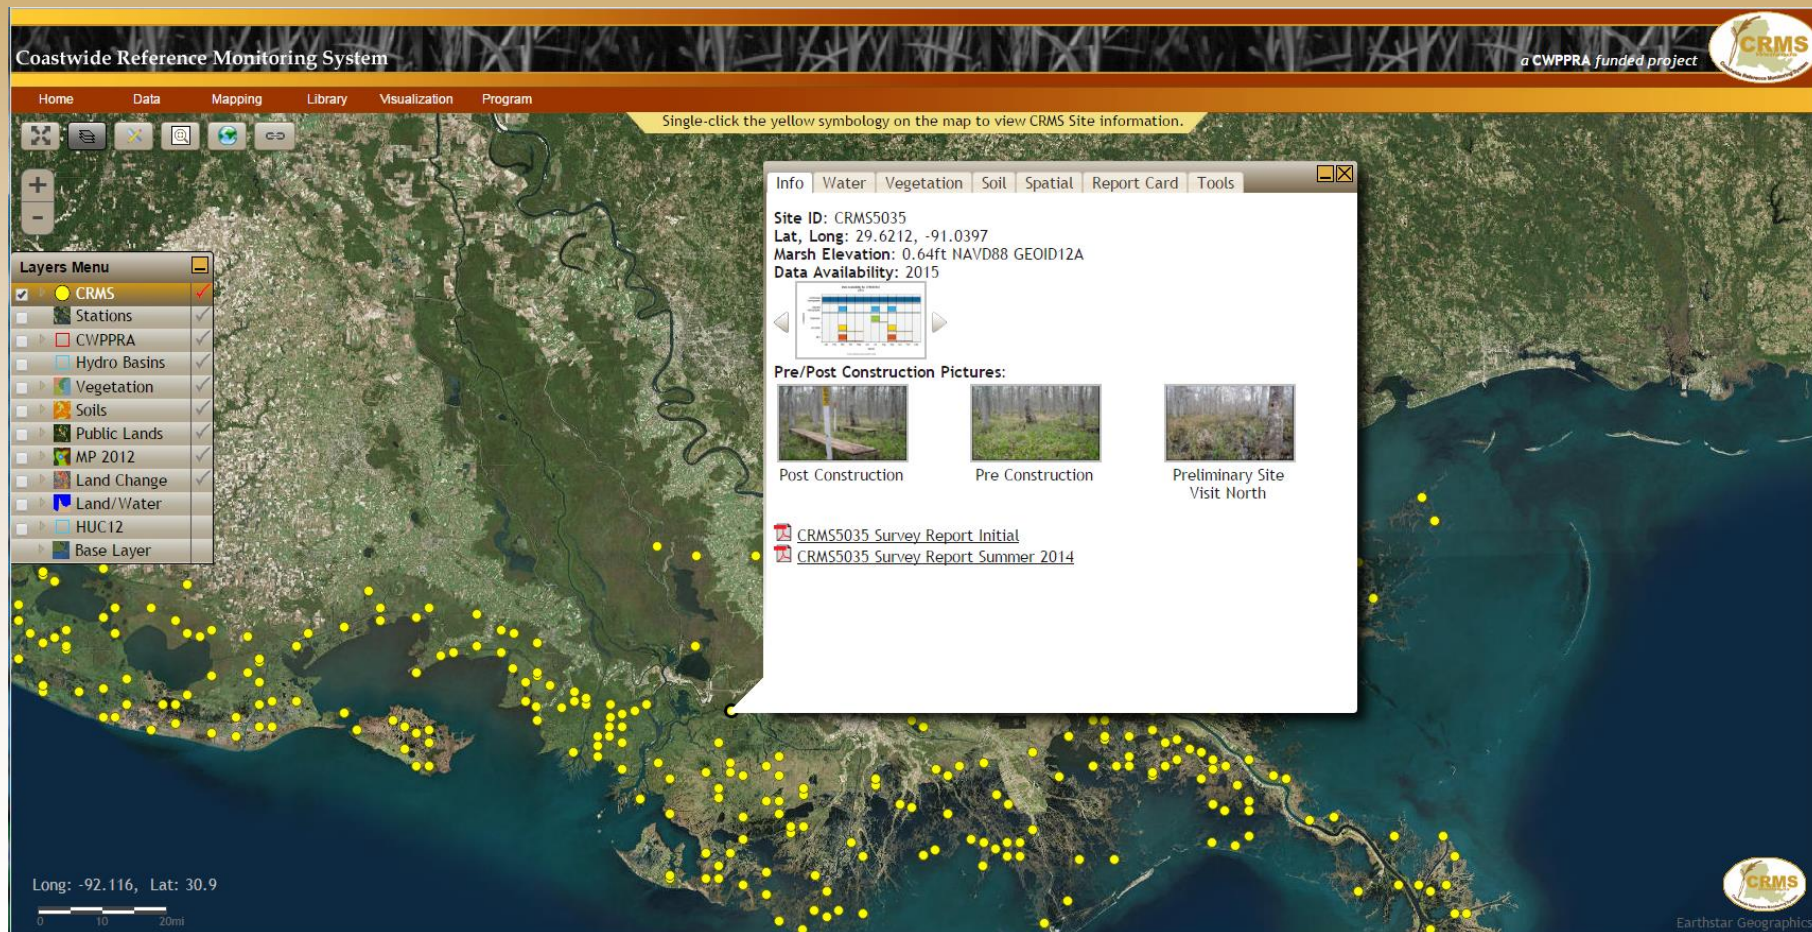 Coastwide Reference Monitoring System
a CWPPRA funded project
CRMS
Home Data Mapping Library Visualization Program
Single-click the yellow symbology on the map to view CRMS Site information.
+
−
Layers Menu
CRMS
Stations
CWPPRA
Hydro Basins
Vegetation
Soils
Public Lands
MP 2012
Land Change
Land/Water
HUC12
Base Layer
Info Water Vegetation Soil Spatial Report Card Tools
Site ID: CRMS5035
Lat, Long: 29.6212, -91.0397
Marsh Elevation: 0.64ft NAVD88 GEOID12A
Data Availability: 2015
Pre/Post Construction Pictures:
Post Construction
Pre Construction
Preliminary Site
Visit North
CRMS5035 Survey Report Initial
CRMS5035 Survey Report Summer 2014
Long: -92.116, Lat: 30.9
0 10 20mi
CRMS
Earthstar Geographics